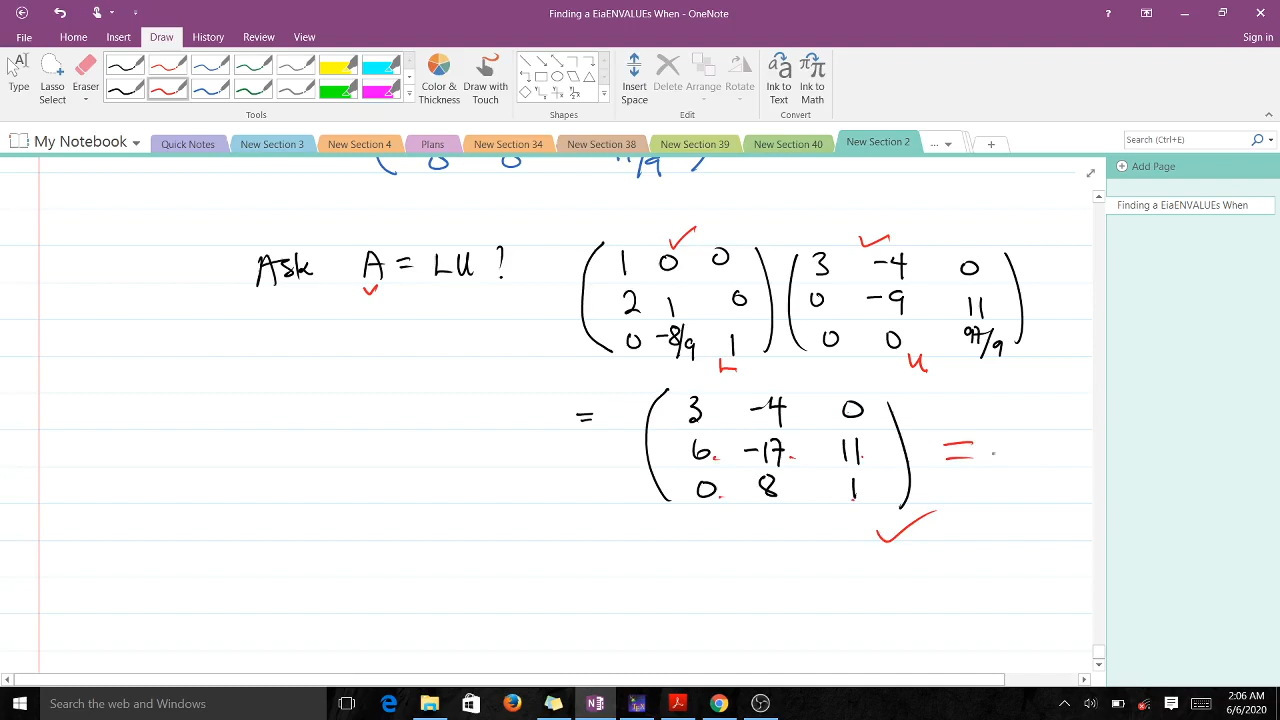 Finding a EiaENVALUEs When - OneNote
File Home Insert Draw History Review View Sign in
Type Lasso Select Eraser Color & Thickness Draw with Touch Insert Space Delete Arrange Rotate Ink to Text Ink to Math
Tools Shapes Edit Convert
My Notebook Quick Notes New Section 3 New Section 4 Plans New Section 34 New Section 38 New Section 39 New Section 40 New Section 2 ... + Search (Ctrl+E)
Add Page
Finding a EiaENVALUEs When
( 0 0 /9 )
Ask A = LU ? ( 1 0 0 ) ( 3 -4 0 )
( 2 1 0 ) ( 0 -9 11 )
( 0 -8/9 1 ) ( 0 0 97/9 )
L U
= ( 3 -4 0 )
( 6 -17 11 ) =
( 0 8 1 )
Search the web and Windows
2:06 AM
6/6/2020